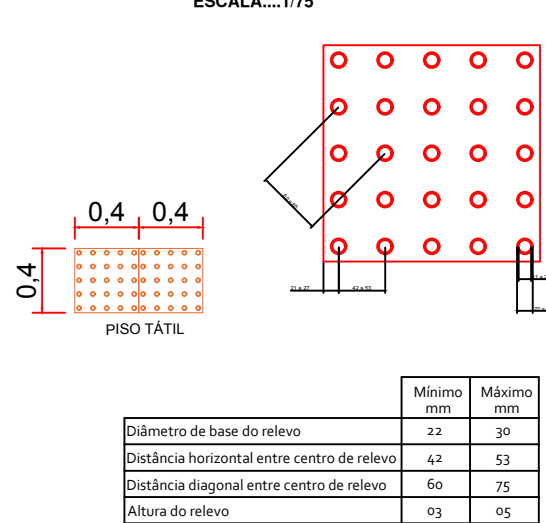 ESCALA....1/75
0,4 0,4
0,4
PISO TÁTIL
21 a 27
42 a 53
Mínimo mm Máximo mm
Diâmetro de base do relevo 22 30
Distância horizontal entre centro de relevo 42 53
Distância diagonal entre centro de relevo 60 75
Altura do relevo 03 05